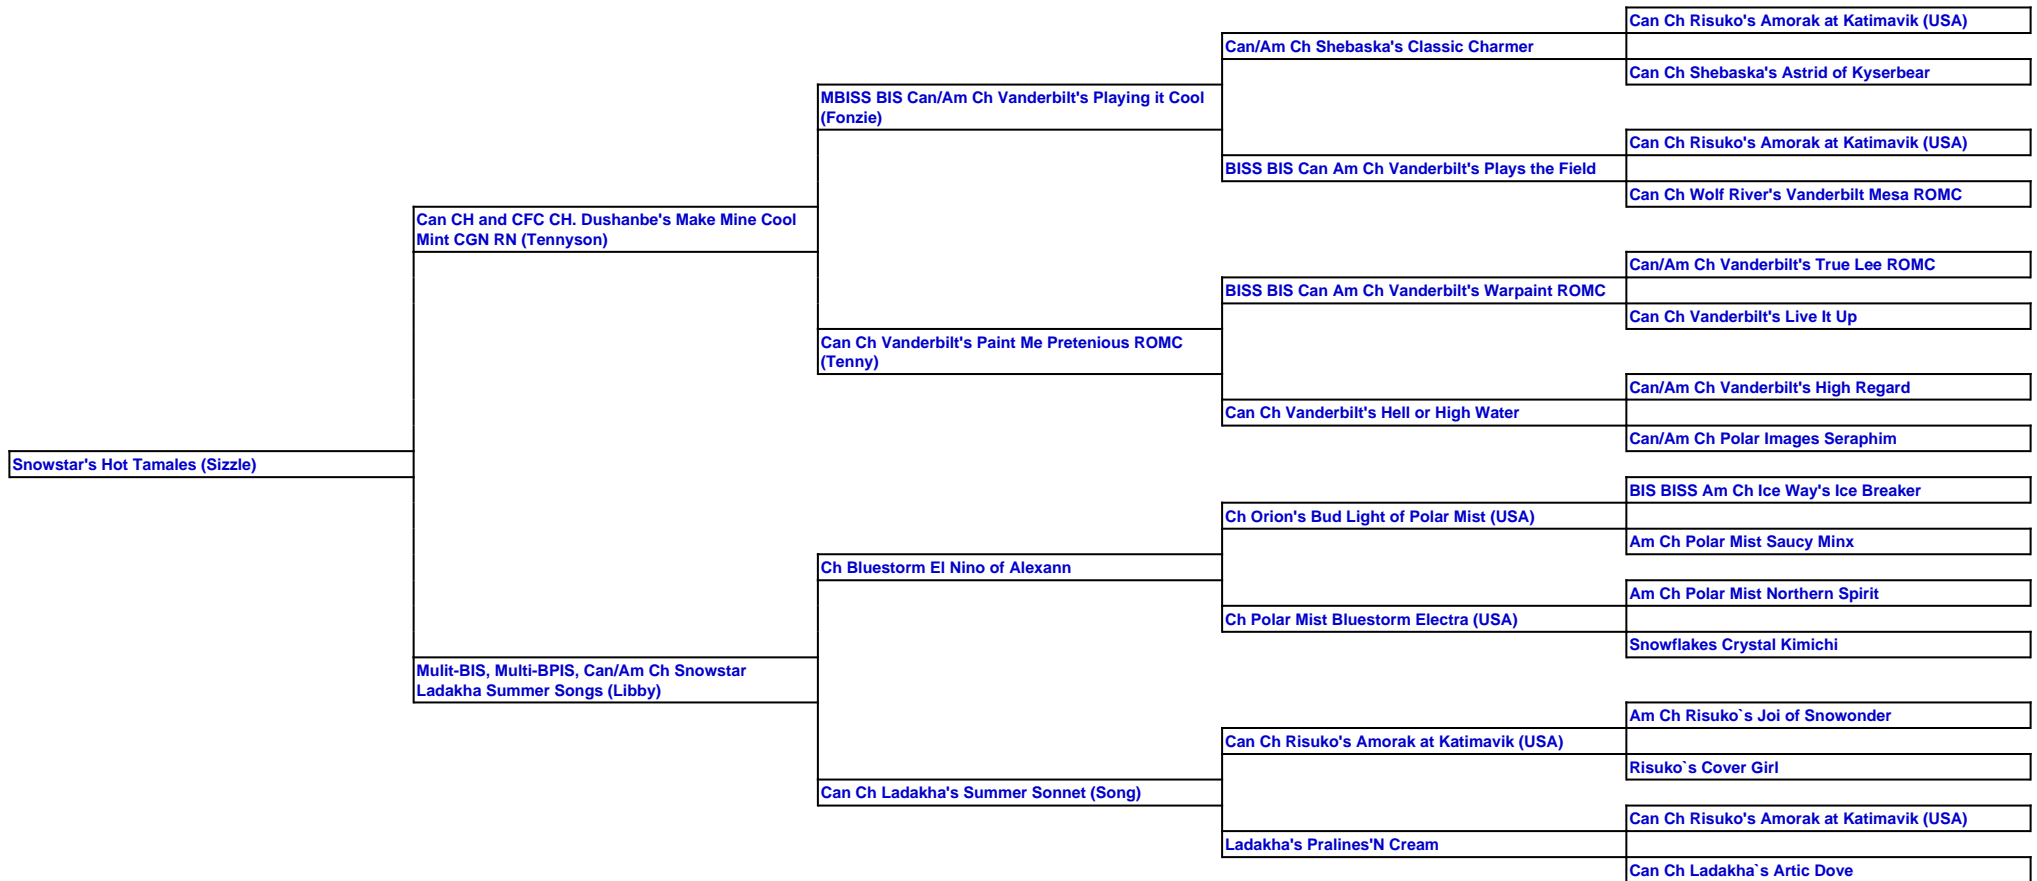 Can Ch Risuko's Amorak at Katimavik (USA)
Can/Am Ch Shebaska's Classic Charmer
Can Ch Shebaska's Astrid of Kyserbear
MBISS BIS Can/Am Ch Vanderbilt's Playing it Cool
(Fonzie)
Can Ch Risuko's Amorak at Katimavik (USA)
BISS BIS Can Am Ch Vanderbilt's Plays the Field
Can Ch Wolf River's Vanderbilt Mesa ROMC
Can CH and CFC CH. Dushanbe's Make Mine Cool
Mint CGN RN (Tennyson)
Can/Am Ch Vanderbilt's True Lee ROMC
BISS BIS Can Am Ch Vanderbilt's Warpaint ROMC
Can Ch Vanderbilt's Live It Up
Can Ch Vanderbilt's Paint Me Pretenious ROMC
(Tenny)
Can/Am Ch Vanderbilt's High Regard
Can Ch Vanderbilt's Hell or High Water
Can/Am Ch Polar Images Seraphim
Snowstar's Hot Tamales (Sizzle)
BIS BISS Am Ch Ice Way's Ice Breaker
Ch Orion's Bud Light of Polar Mist (USA)
Am Ch Polar Mist Saucy Minx
Ch Bluestorm El Nino of Alexann
Am Ch Polar Mist Northern Spirit
Ch Polar Mist Bluestorm Electra (USA)
Snowflakes Crystal Kimichi
Mulit-BIS, Multi-BPIS, Can/Am Ch Snowstar
Ladakha Summer Songs (Libby)
Am Ch Risuko`s Joi of Snowonder
Can Ch Risuko's Amorak at Katimavik (USA)
Risuko`s Cover Girl
Can Ch Ladakha's Summer Sonnet (Song)
Can Ch Risuko's Amorak at Katimavik (USA)
Ladakha's Pralines'N Cream
Can Ch Ladakha`s Artic Dove